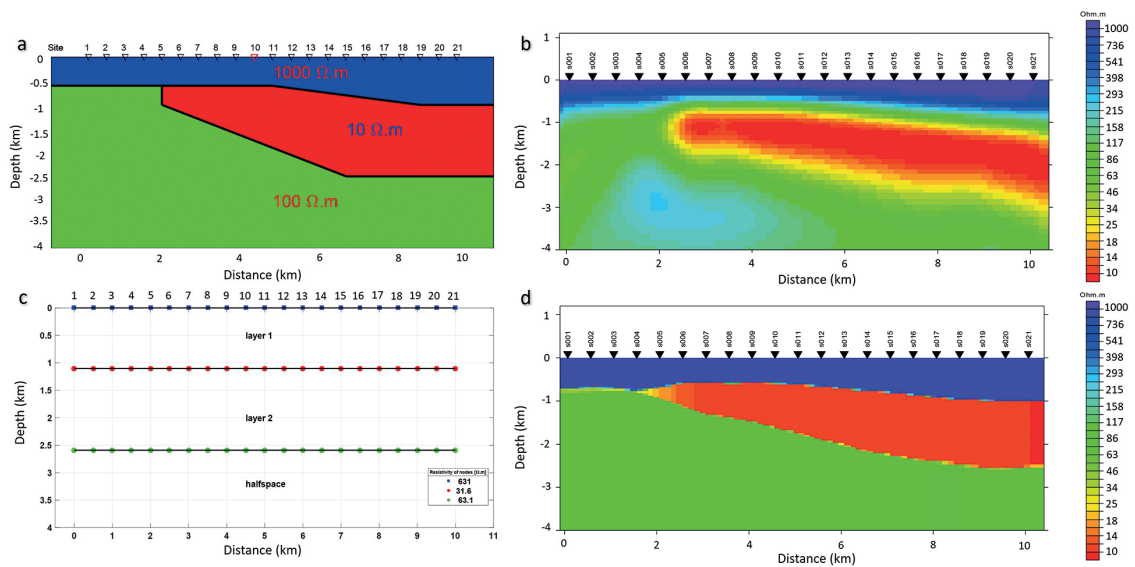 a
Site 1 2 3 4 5 6 7 8 9 10 11 12 13 14 15 16 17 18 19 20 21
0
-0.5
-1
-1.5
-2
-2.5
-3
-3.5
-4
Depth (km)
1000 Ω.m
10 Ω.m
100 Ω.m
0 2 4 6 8 10
Distance (km)
b
s001 s002 s003 s004 s005 s006 s007 s008 s009 s010 s011 s012 s013 s014 s015 s016 s017 s018 s019 s020 s021
1
0
-1
-2
-3
-4
Depth (km)
0 2 4 6 8 10
Distance (km)
Ohm.m
1000
736
541
398
293
215
158
117
86
63
46
34
25
18
14
10
c
1 2 3 4 5 6 7 8 9 10 11 12 13 14 15 16 17 18 19 20 21
0
0.5
1
1.5
2
2.5
3
3.5
4
Depth (km)
layer 1
layer 2
halfspace
Resistivity of nodes [Ω.m]
631
31.6
63.1
0 1 2 3 4 5 6 7 8 9 10 11
Distance (km)
d
s001 s002 s003 s004 s005 s006 s007 s008 s009 s010 s011 s012 s013 s014 s015 s016 s017 s018 s019 s020 s021
1
0
-1
-2
-3
-4
Depth (km)
0 2 4 6 8 10
Distance (km)
Ohm.m
1000
736
541
398
293
215
158
117
86
63
46
34
25
18
14
10